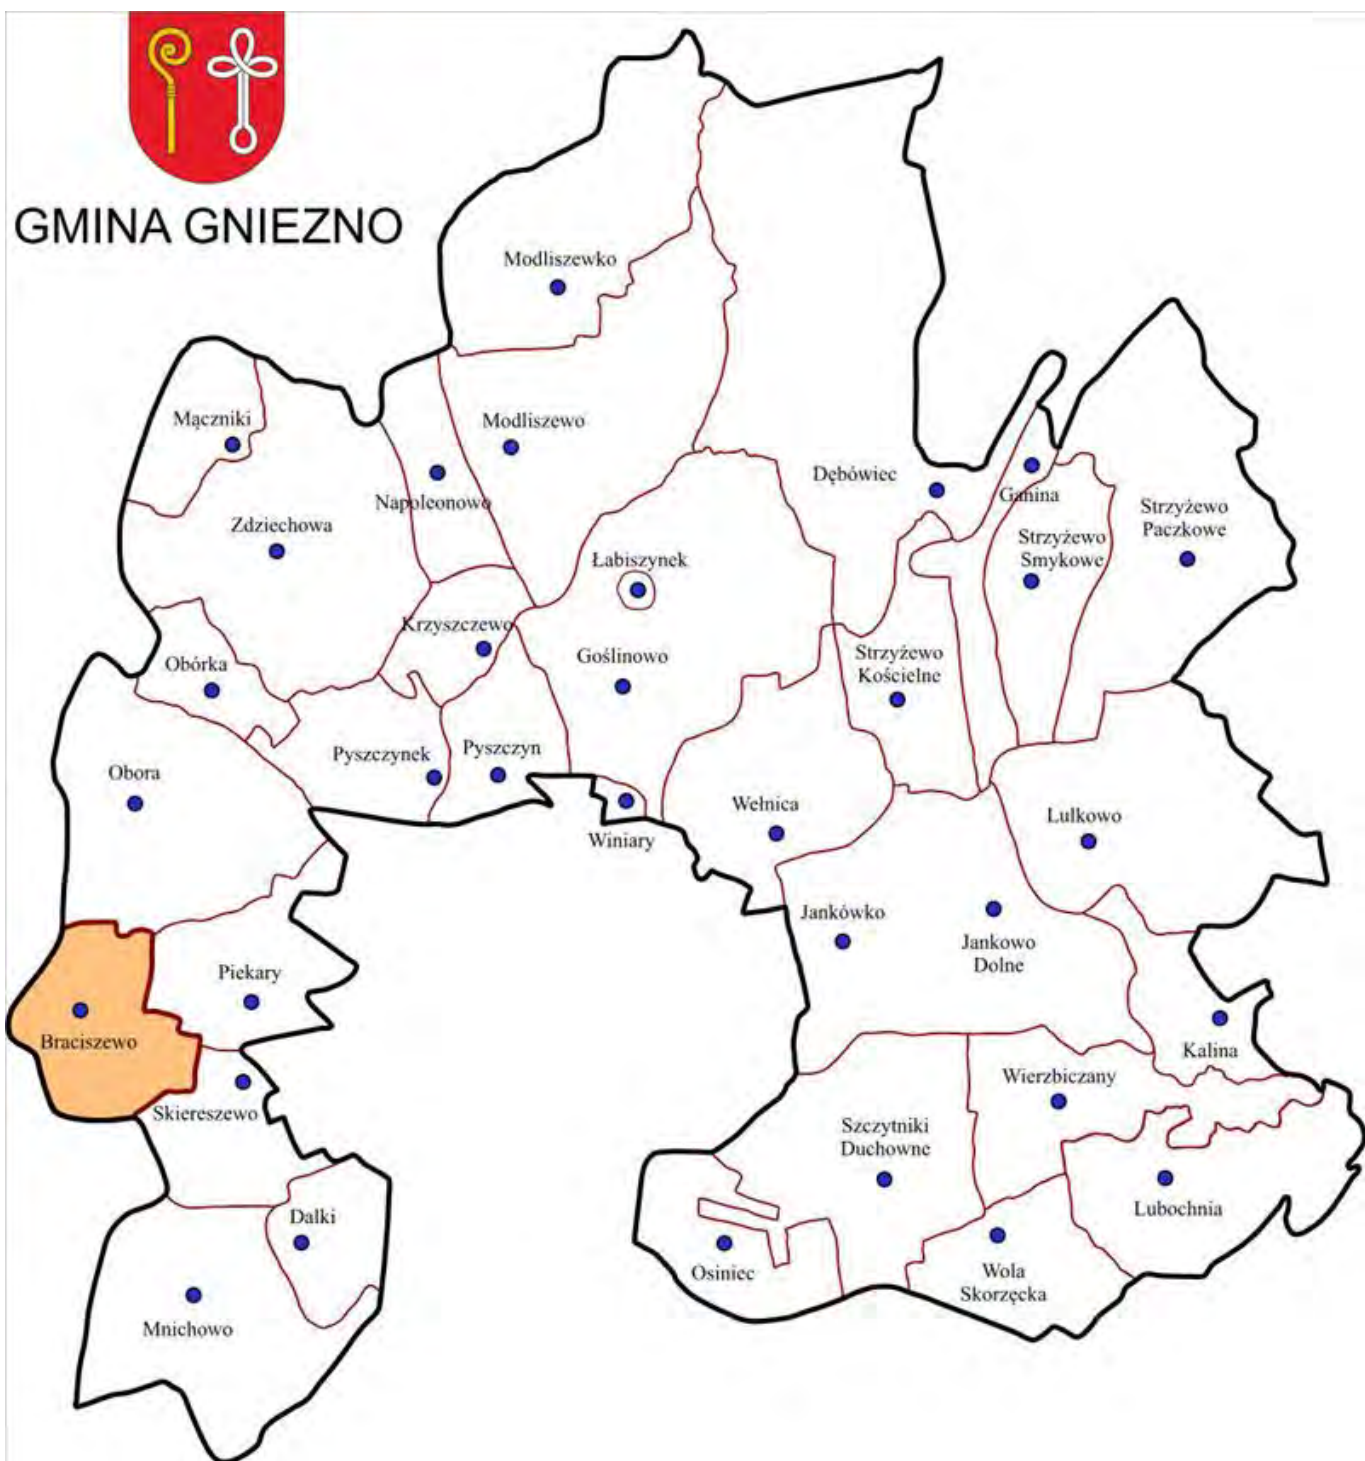 GMINA GNIEZNO
Modliszewko
Mączniki
Modliszewo
Napoleonowo
Zdziechowa
Dębówiec
Ganina
Strzyżewo
Paczkowe
Strzyżewo
Smykowe
Łabiszynek
Krzyszczewo
Goślinowo
Obórka
Strzyżewo
Kościelne
Pyszczynek
Pyszczyn
Obora
Wełnica
Winiary
Lulkowo
Jankówko
Jankowo
Dolne
Piekary
Braciszewo
Kalina
Wierzbiczany
Skiereszewo
Szczytniki
Duchowne
Lubochnia
Dalki
Osiniec
Wola
Skorzęcka
Mnichowo